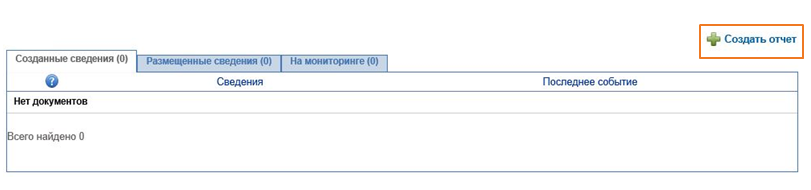 Создать отчет
Созданные сведения (0) Размещенные сведения (0) На мониторинге (0)
? Сведения Последнее событие
Нет документов
Всего найдено 0